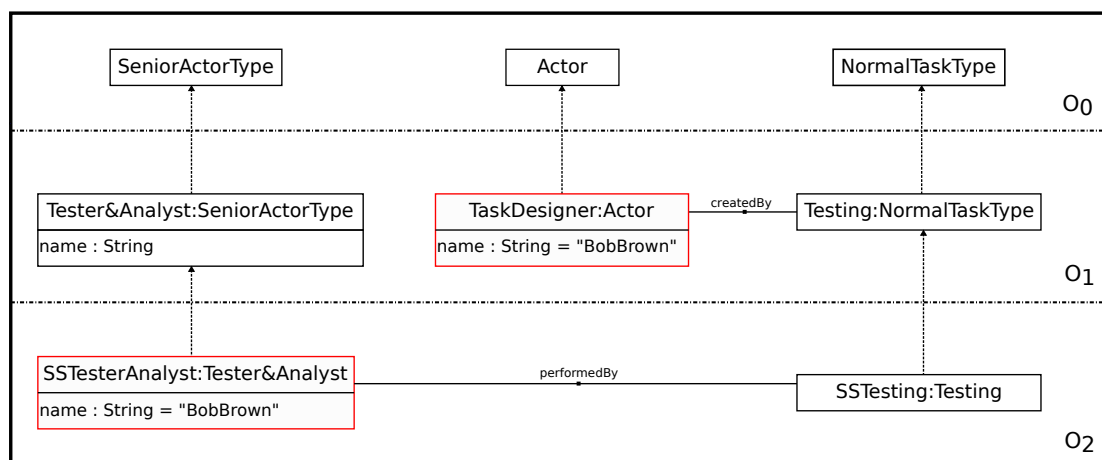 SeniorActorType
Actor
NormalTaskType
O0
Tester&Analyst:SeniorActorType
name : String
TaskDesigner:Actor
name : String = "BobBrown"
createdBy
Testing:NormalTaskType
O1
SSTesterAnalyst:Tester&Analyst
name : String = "BobBrown"
performedBy
SSTesting:Testing
O2